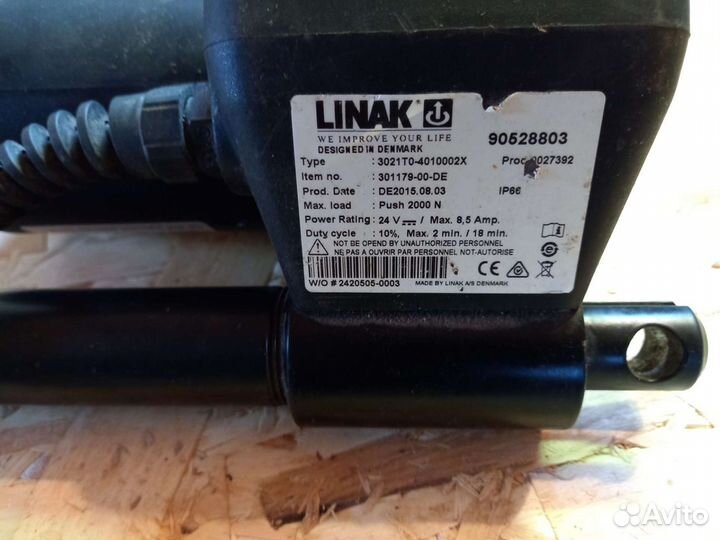 LINAK
WE IMPROVE YOUR LIFE
DESIGNED IN DENMARK
90528803
Type : 3021T0-4010002X
0027392
Item no. : 301179-00-DE
Prod. Date : DE2015.08.03 IP66
Max. load : Push 2000 N
Power Rating : 24 V / Max. 8,5 Amp.
Duty cycle : 10%, Max. 2 min. / 18 min.
NOT BE OPEND BY UNAUTHORIZED PERSONNEL
NE PAS A OUVRIR PAR PERSONNEL NOT-AUTORISE
CE
W/O # 2420505-0003 MADE BY LINAK A/S DENMARK
Avito